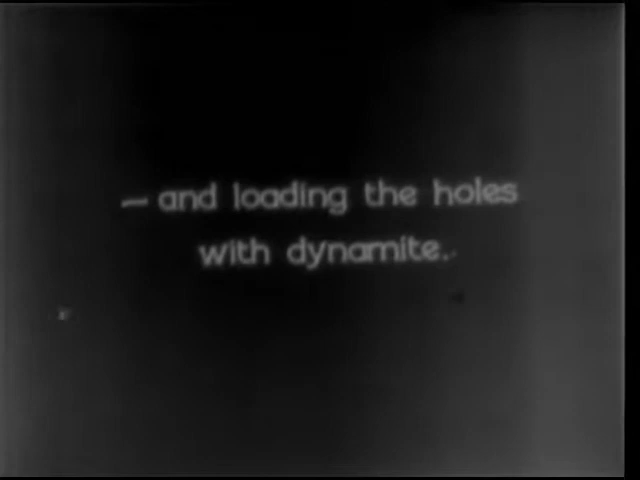 — and loading the holes
with dynamite.